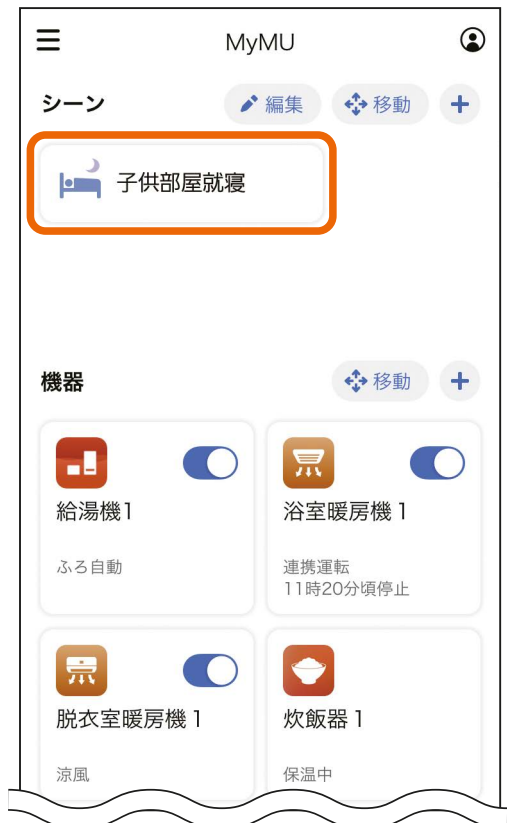 MyMU
シーン
編集
移動
子供部屋就寝
機器
移動
給湯機1
浴室暖房機 1
ふろ自動
連携運転
11時20分頃停止
脱衣室暖房機 1
炊飯器 1
涼風
保温中